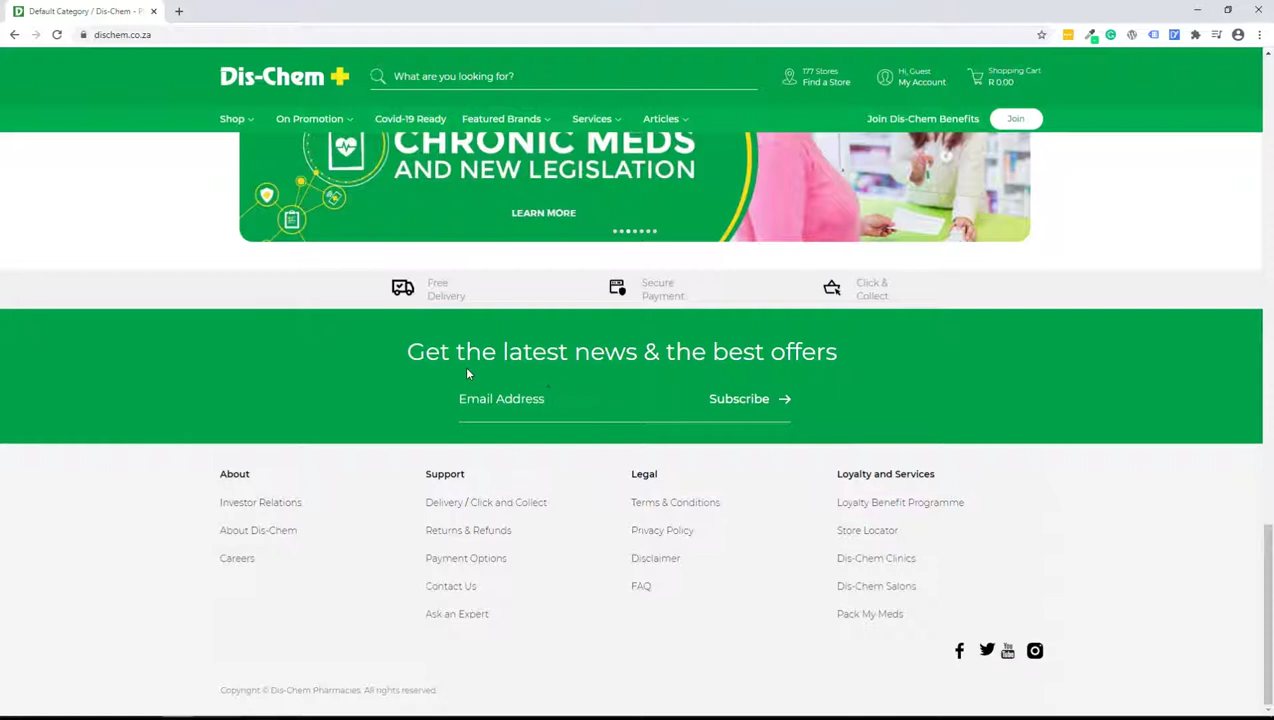 Default Category / Dis-Chem - P
dischem.co.za
Dis-Chem
What are you looking for?
177 Stores
Find a Store
Hi, Guest
My Account
Shopping Cart
R 0.00
Shop
On Promotion
Covid-19 Ready
Featured Brands
Services
Articles
Join Dis-Chem Benefits
Join
CHRONIC MEDS
AND NEW LEGISLATION
LEARN MORE
Free
Delivery
Secure
Payment
Click &
Collect
Get the latest news & the best offers
Email Address
Subscribe
About
Investor Relations
About Dis-Chem
Careers
Support
Delivery / Click and Collect
Returns & Refunds
Payment Options
Contact Us
Ask an Expert
Legal
Terms & Conditions
Privacy Policy
Disclaimer
FAQ
Loyalty and Services
Loyalty Benefit Programme
Store Locator
Dis-Chem Clinics
Dis-Chem Salons
Pack My Meds
You
Tube
Copyright © Dis-Chem Pharmacies. All rights reserved.